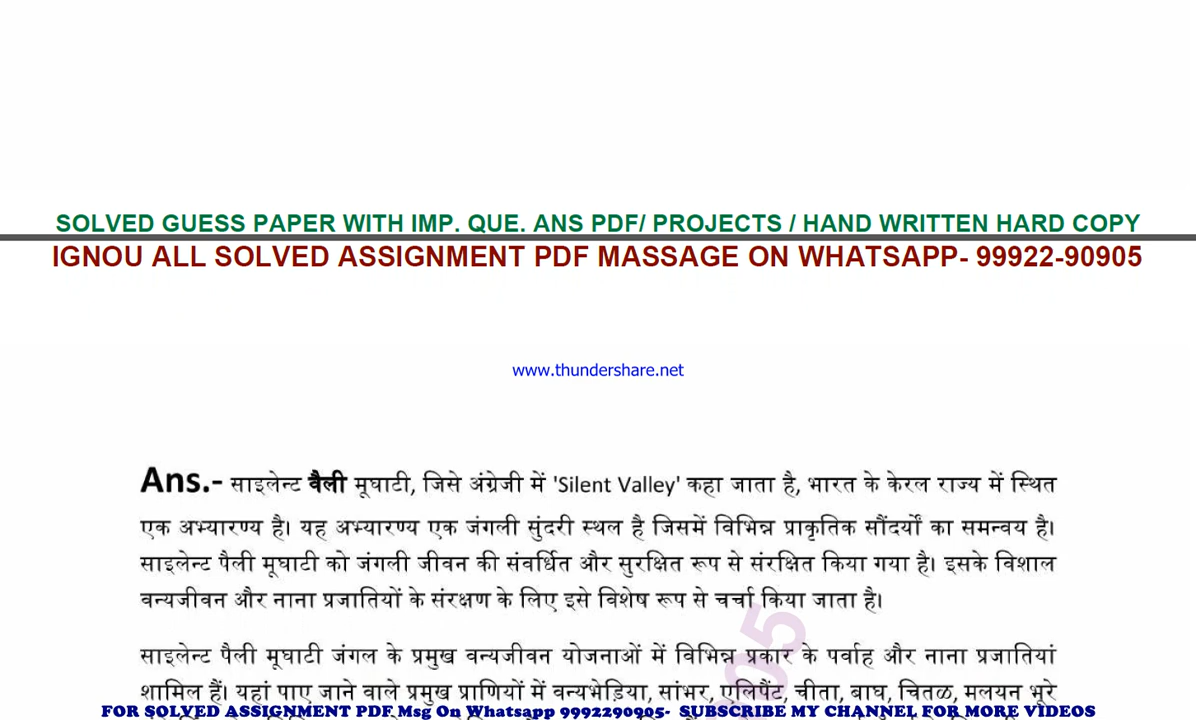 SOLVED GUESS PAPER WITH IMP. QUE. ANS PDF/ PROJECTS / HAND WRITTEN HARD COPY
IGNOU ALL SOLVED ASSIGNMENT PDF MASSAGE ON WHATSAPP- 99922-90905
www.thundershare.net
Ans.- साइलेन्ट वैली मूघाटी, जिसे अंग्रेजी में 'Silent Valley' कहा जाता है, भारत के केरल राज्य में स्थित
एक अभ्यारण्य है। यह अभ्यारण्य एक जंगली सुंदरी स्थल है जिसमें विभिन्न प्राकृतिक सौंदर्यों का समन्वय है।
साइलेन्ट पैली मूघाटी को जंगली जीवन की संवर्धित और सुरक्षित रूप से संरक्षित किया गया है। इसके विशाल
वन्यजीवन और नाना प्रजातियों के संरक्षण के लिए इसे विशेष रूप से चर्चा किया जाता है।
साइलेन्ट पैली मूघाटी जंगल के प्रमुख वन्यजीवन योजनाओं में विभिन्न प्रकार के पर्वाह और नाना प्रजातियां
शामिल हैं। यहां पाए जाने वाले प्रमुख प्राणियों में वन्यभेड़िया, सांभर, एलिपैंट, चीता, बाघ, चितळ, मलयन भूरे
FOR SOLVED ASSIGNMENT PDF Msg On Whatsapp 9992290905- SUBSCRIBE MY CHANNEL FOR MORE VIDEOS